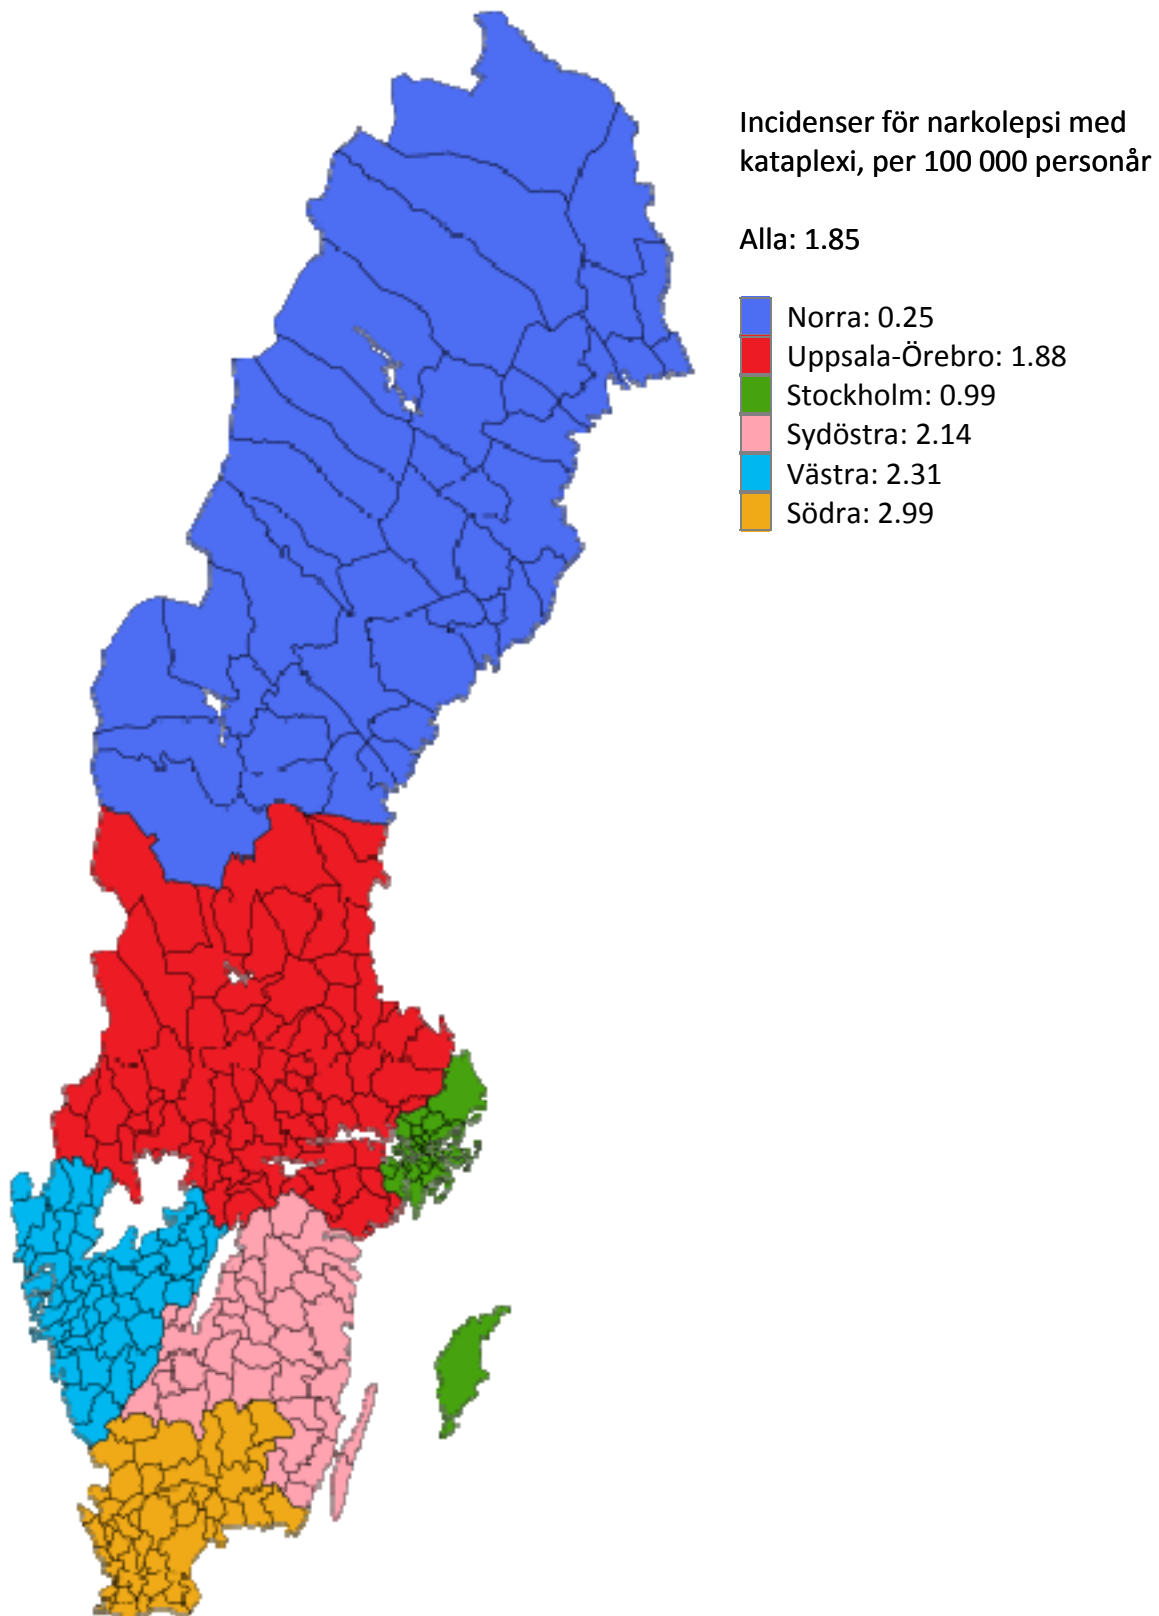 Incidenser för narkolepsi med
kataplexi, per 100 000 personår
Alla: 1.85
Norra: 0.25
Uppsala-Örebro: 1.88
Stockholm: 0.99
Sydöstra: 2.14
Västra: 2.31
Södra: 2.99